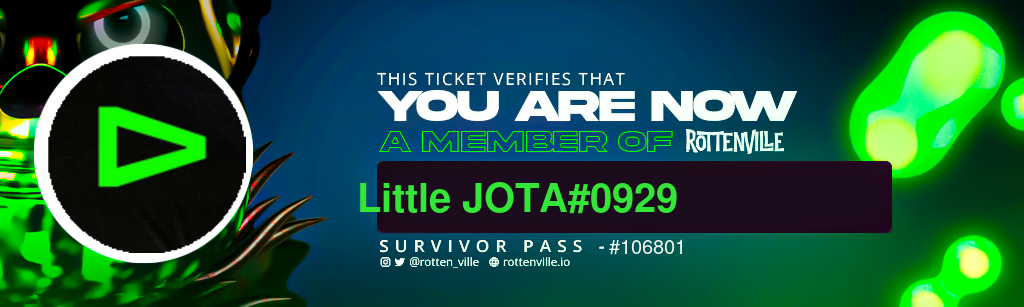 THIS TICKET VERIFIES THAT
YOU ARE NOW
A MEMBER OF ROTTENVILLE
Little JOTA#0929
SURVIVOR PASS - #106801
@rotten_ville rottenville.io